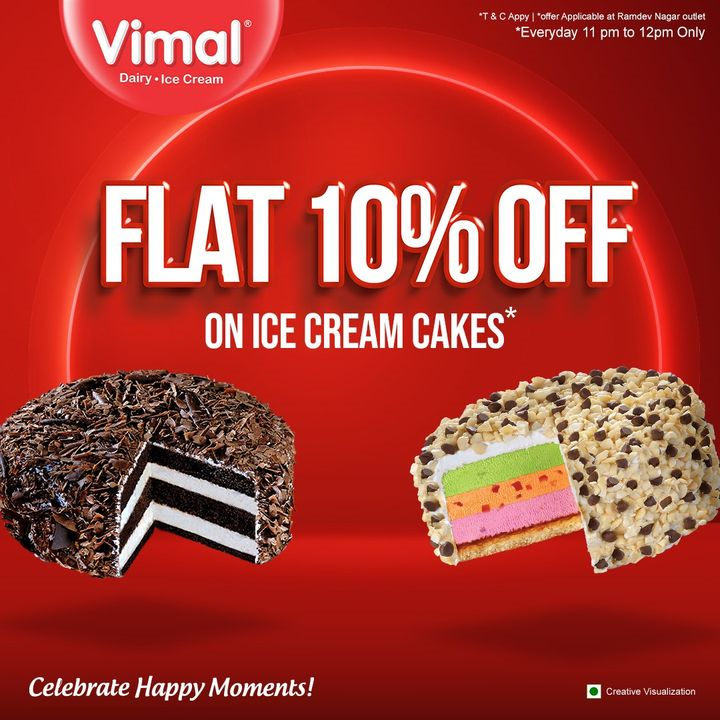 Vimal®
Dairy • Ice Cream
*T & C Appy | *offer Applicable at Ramdev Nagar outlet
*Everyday 11 pm to 12pm Only
FLAT 10% OFF
ON ICE CREAM CAKES*
Celebrate Happy Moments!
Creative Visualization